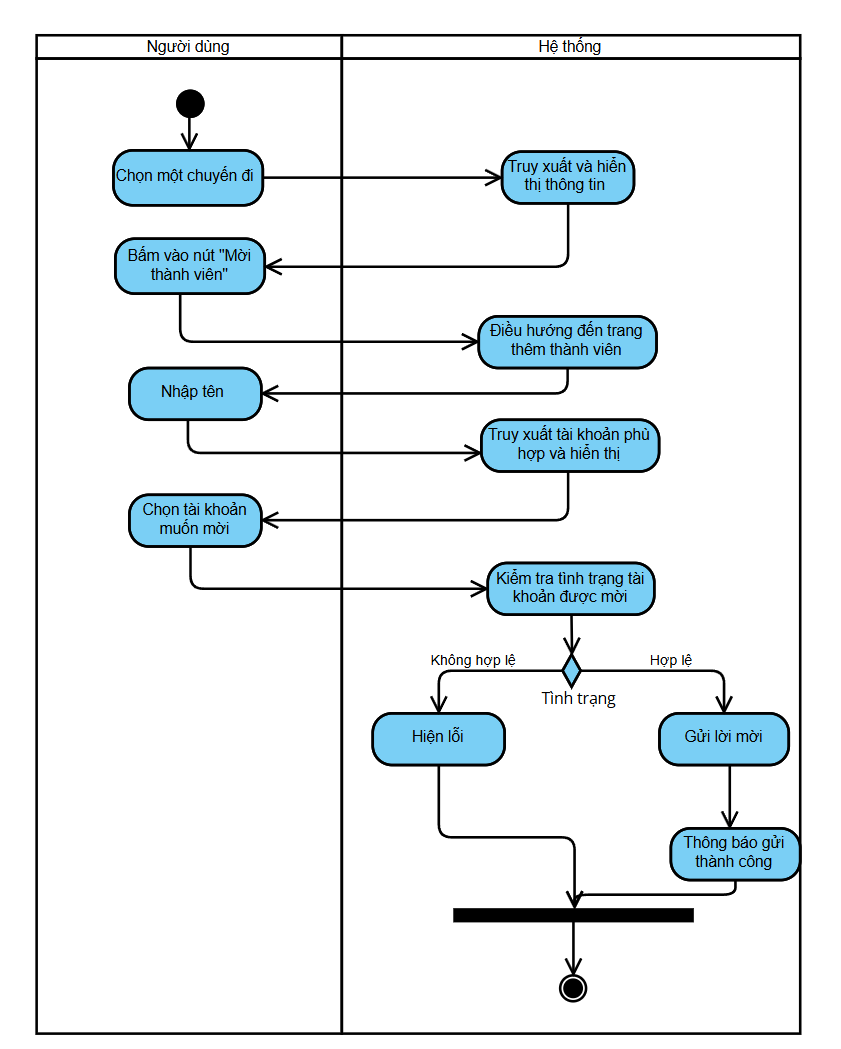 Người dùng
Hệ thống
Chọn một chuyến đi
Truy xuất và hiển
thị thông tin
Bấm vào nút "Mời
thành viên"
Điều hướng đến trang
thêm thành viên
Nhập tên
Truy xuất tài khoản phù
hợp và hiển thị
Chọn tài khoản
muốn mời
Kiểm tra tình trạng tài
khoản được mời
Không hợp lệ
Hợp lệ
Tình trạng
Hiện lỗi
Gửi lời mời
Thông báo gửi
thành công